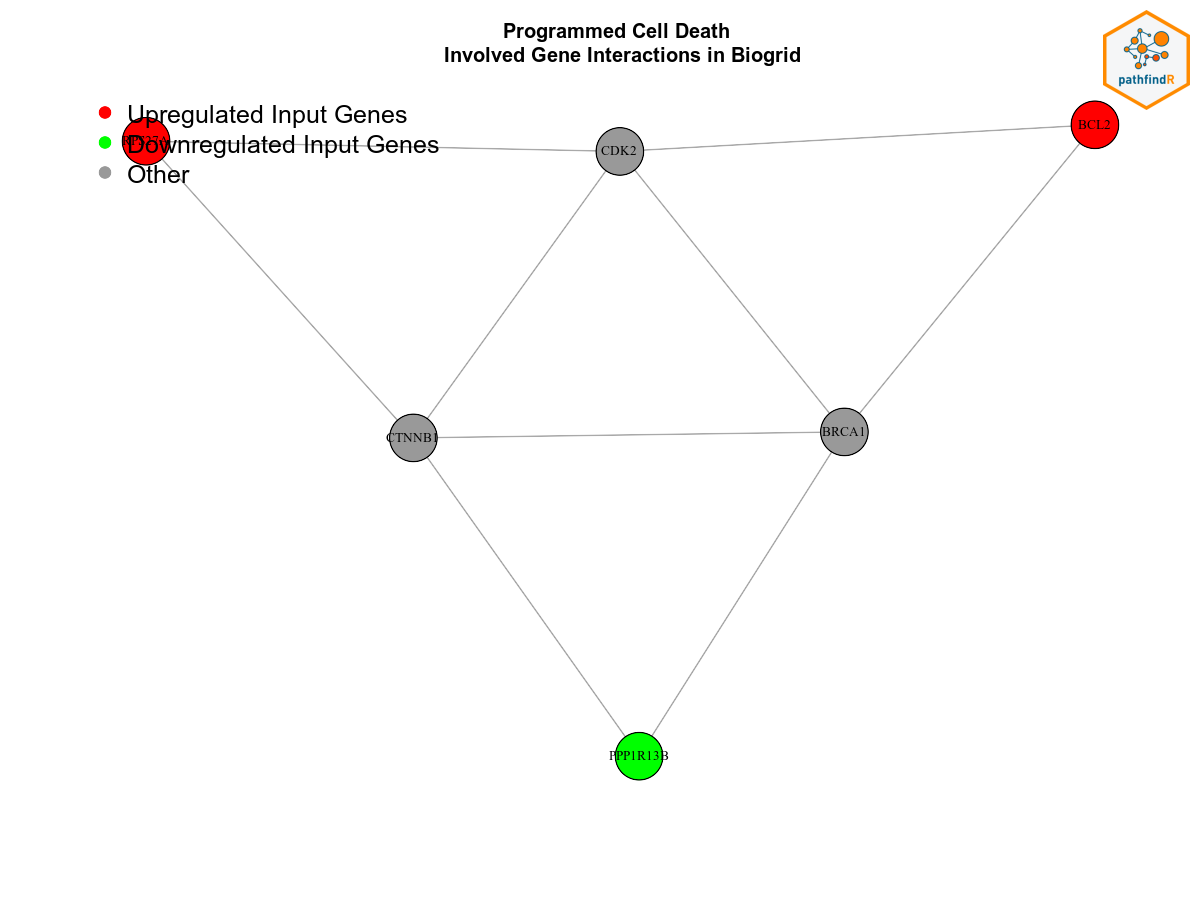 Programmed Cell Death
Involved Gene Interactions in Biogrid
pathfindR
Upregulated Input Genes
Downregulated Input Genes
Other
RPS27A
CDK2
BCL2
CTNNB1
BRCA1
PPP1R13B